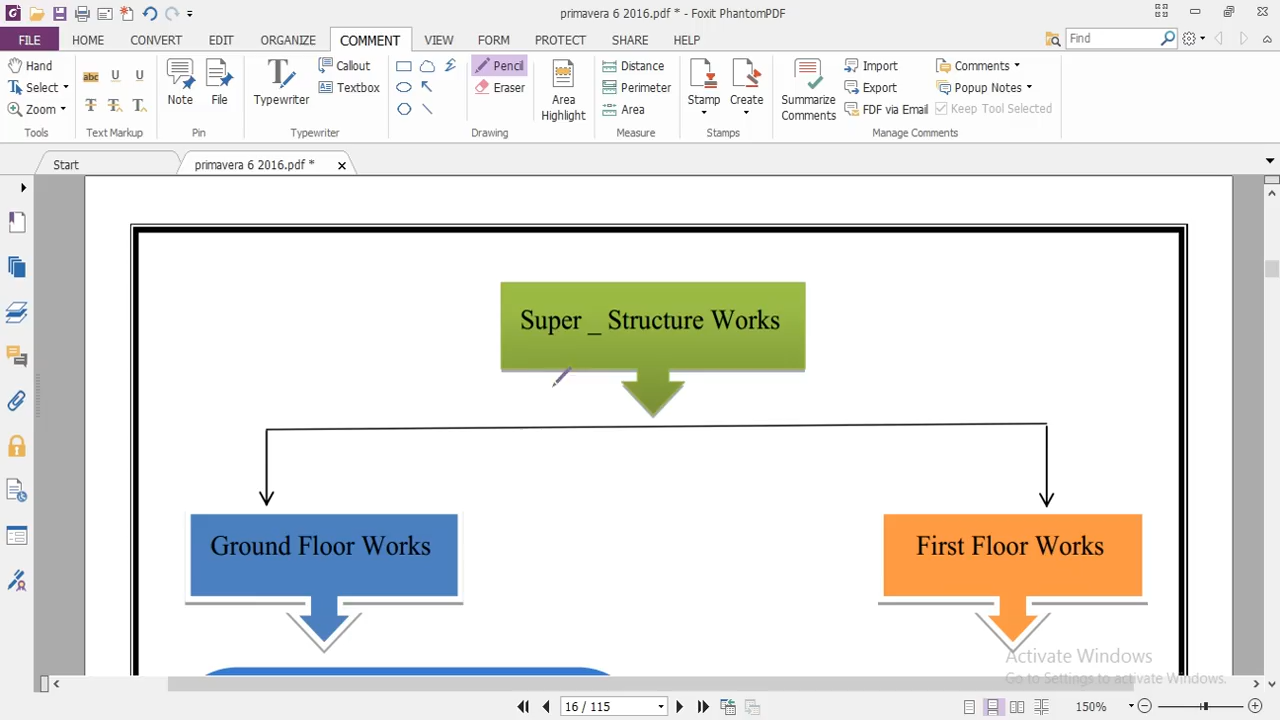 primavera 6 2016.pdf * - Foxit PhantomPDF
FILE HOME CONVERT EDIT ORGANIZE COMMENT VIEW FORM PROTECT SHARE HELP Find
Hand
Select
Zoom
Tools
abc U U
T T T
Text Markup
Note File
Pin
Typewriter
Callout
Textbox
Typewriter
Pencil
Eraser
Area Highlight
Drawing
Distance
Perimeter
Area
Measure
Stamp Create
Stamps
Summarize Comments
Import
Export
FDF via Email
Comments
Popup Notes
Keep Tool Selected
Manage Comments
Start primavera 6 2016.pdf * x
Super _ Structure Works
Ground Floor Works First Floor Works
Activate Windows
Go to Settings to activate Windows.
16 / 115 150%